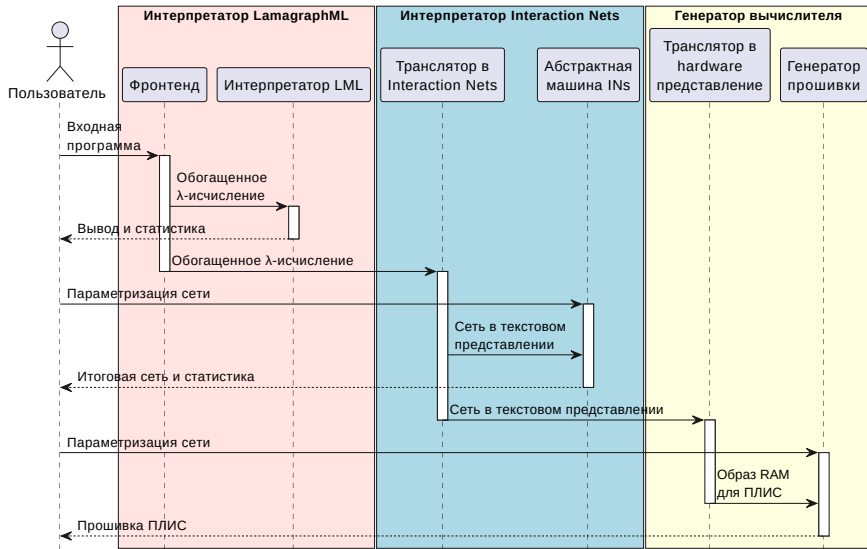 Интерпретатор LamagraphML
Интерпретатор Interaction Nets
Генератор вычислителя
Пользователь
Фронтенд
Интерпретатор LML
Транслятор в
Interaction Nets
Абстрактная
машина INs
Транслятор в
hardware
представление
Генератор
прошивки
Входная
программа
Обогащенное
λ-исчисление
Вывод и статистика
Обогащенное λ-исчисление
Параметризация сети
Сеть в текстовом
представлении
Итоговая сеть и статистика
Сеть в текстовом представлении
Параметризация сети
Образ RAM
для ПЛИС
Прошивка ПЛИС